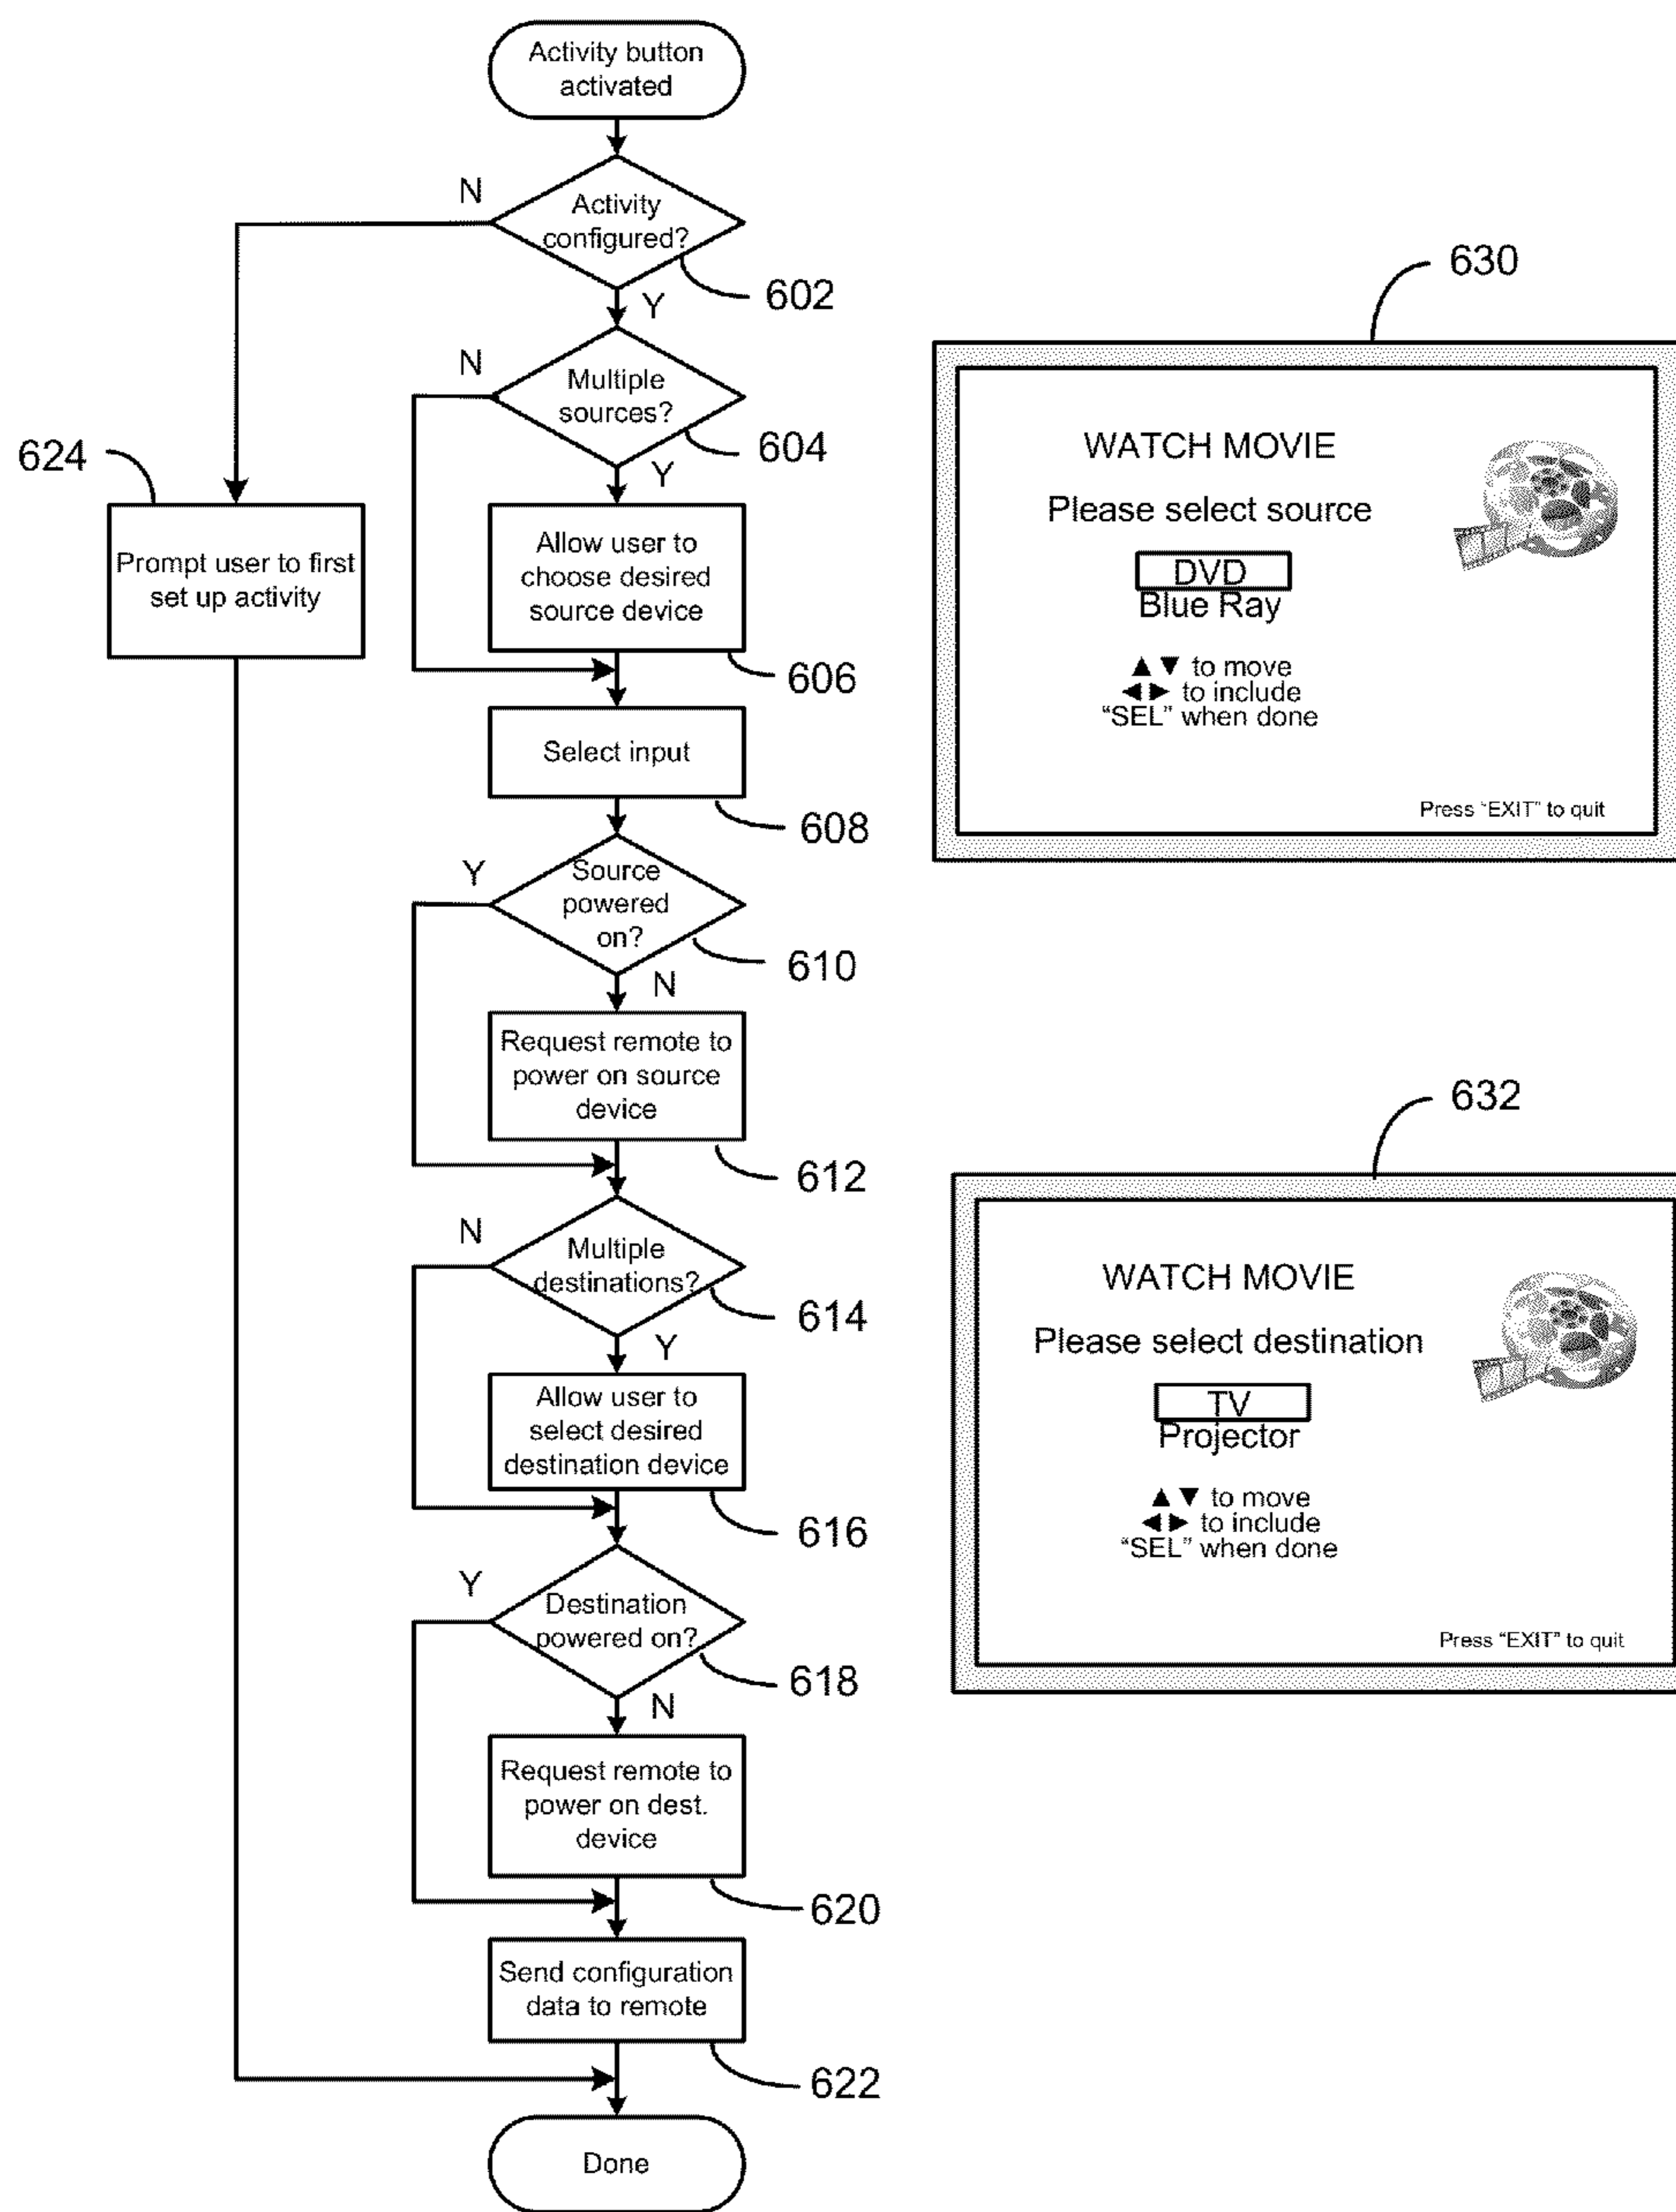 Activity button
activated
N
Activity
configured?
602
Y
N
Multiple
sources?
604
Y
624
Prompt user to first
set up activity
Allow user to
choose desired
source device
606
Select input
608
Y
Source
powered
on?
610
N
Request remote to
power on source
device
612
N
Multiple
destinations?
614
Y
Allow user to
select desired
destination device
616
Y
Destination
powered on?
618
N
Request remote to
power on dest.
device
620
Send configuration
data to remote
622
Done
630
WATCH MOVIE
Please select source
DVD
Blue Ray
▲ ▼ to move
◀ ▶ to include
“SEL” when done
Press “EXIT” to quit
632
WATCH MOVIE
Please select destination
TV
Projector
▲ ▼ to move
◀ ▶ to include
“SEL” when done
Press “EXIT” to quit